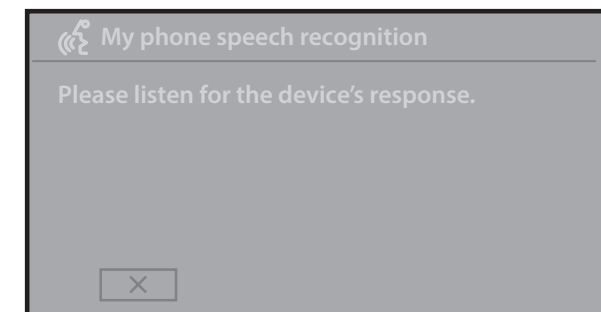 My phone speech recognition
Please listen for the device's response.